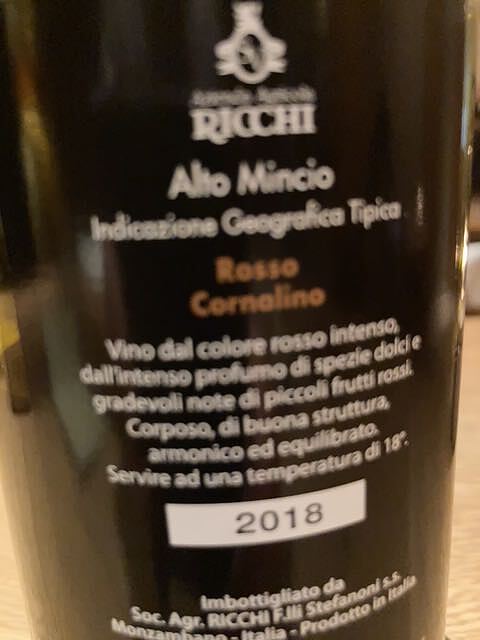 Azienda Agricola
RICCHI
Alto Mincio
Indicazione Geografica Tipica
Rosso
Cornalino
Vino dal colore rosso intenso,
dall'intenso profumo di spezie dolci e
gradevoli note di piccoli frutti rossi.
Corposo, di buona struttura,
armonico ed equilibrato.
Servire ad una temperatura di 18°.
2018
Imbottigliato da
Soc. Agr. RICCHI F.lli Stefanoni s.s.
Monzambano - Italia - Prodotto in Italia